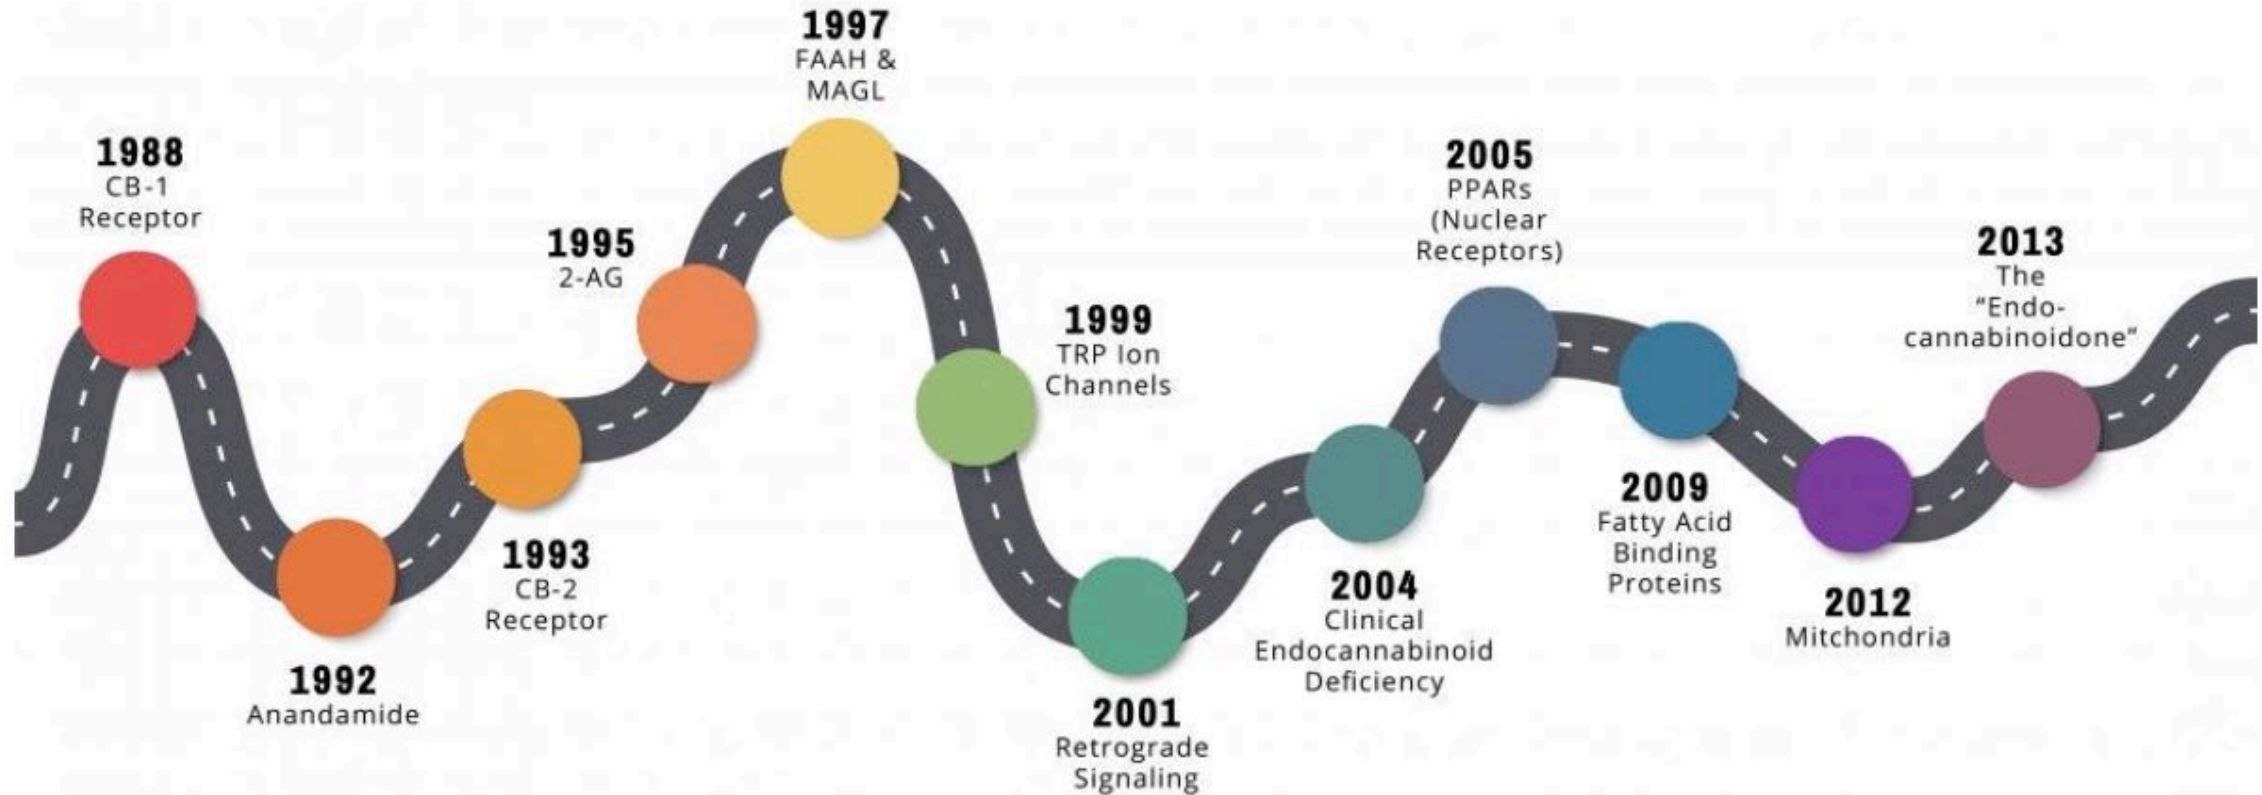 1988
CB-1
Receptor
1992
Anandamide
1993
CB-2
Receptor
1995
2-AG
1997
FAAH &
MAGL
1999
TRP Ion
Channels
2001
Retrograde
Signaling
2004
Clinical
Endocannabinoid
Deficiency
2005
PPARs
(Nuclear
Receptors)
2009
Fatty Acid
Binding
Proteins
2012
Mitchondria
2013
The
“Endo-
cannabinoidone”